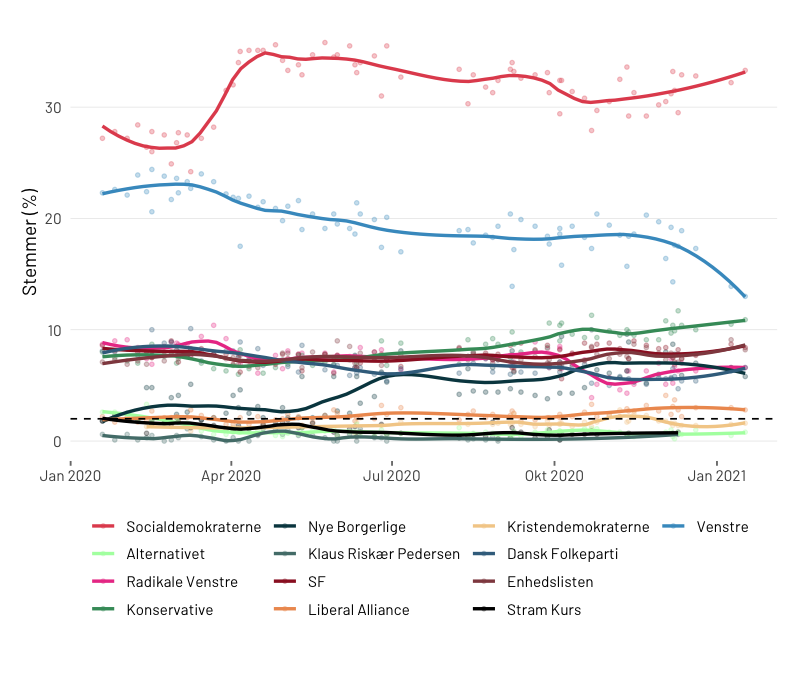 Stemmer (%)
30
20
10
0
Jan 2020 Apr 2020 Jul 2020 Okt 2020 Jan 2021
Socialdemokraterne Nye Borgerlige Kristendemokraterne Venstre
Alternativet Klaus Riskær Pedersen Dansk Folkeparti
Radikale Venstre SF Enhedslisten
Konservative Liberal Alliance Stram Kurs